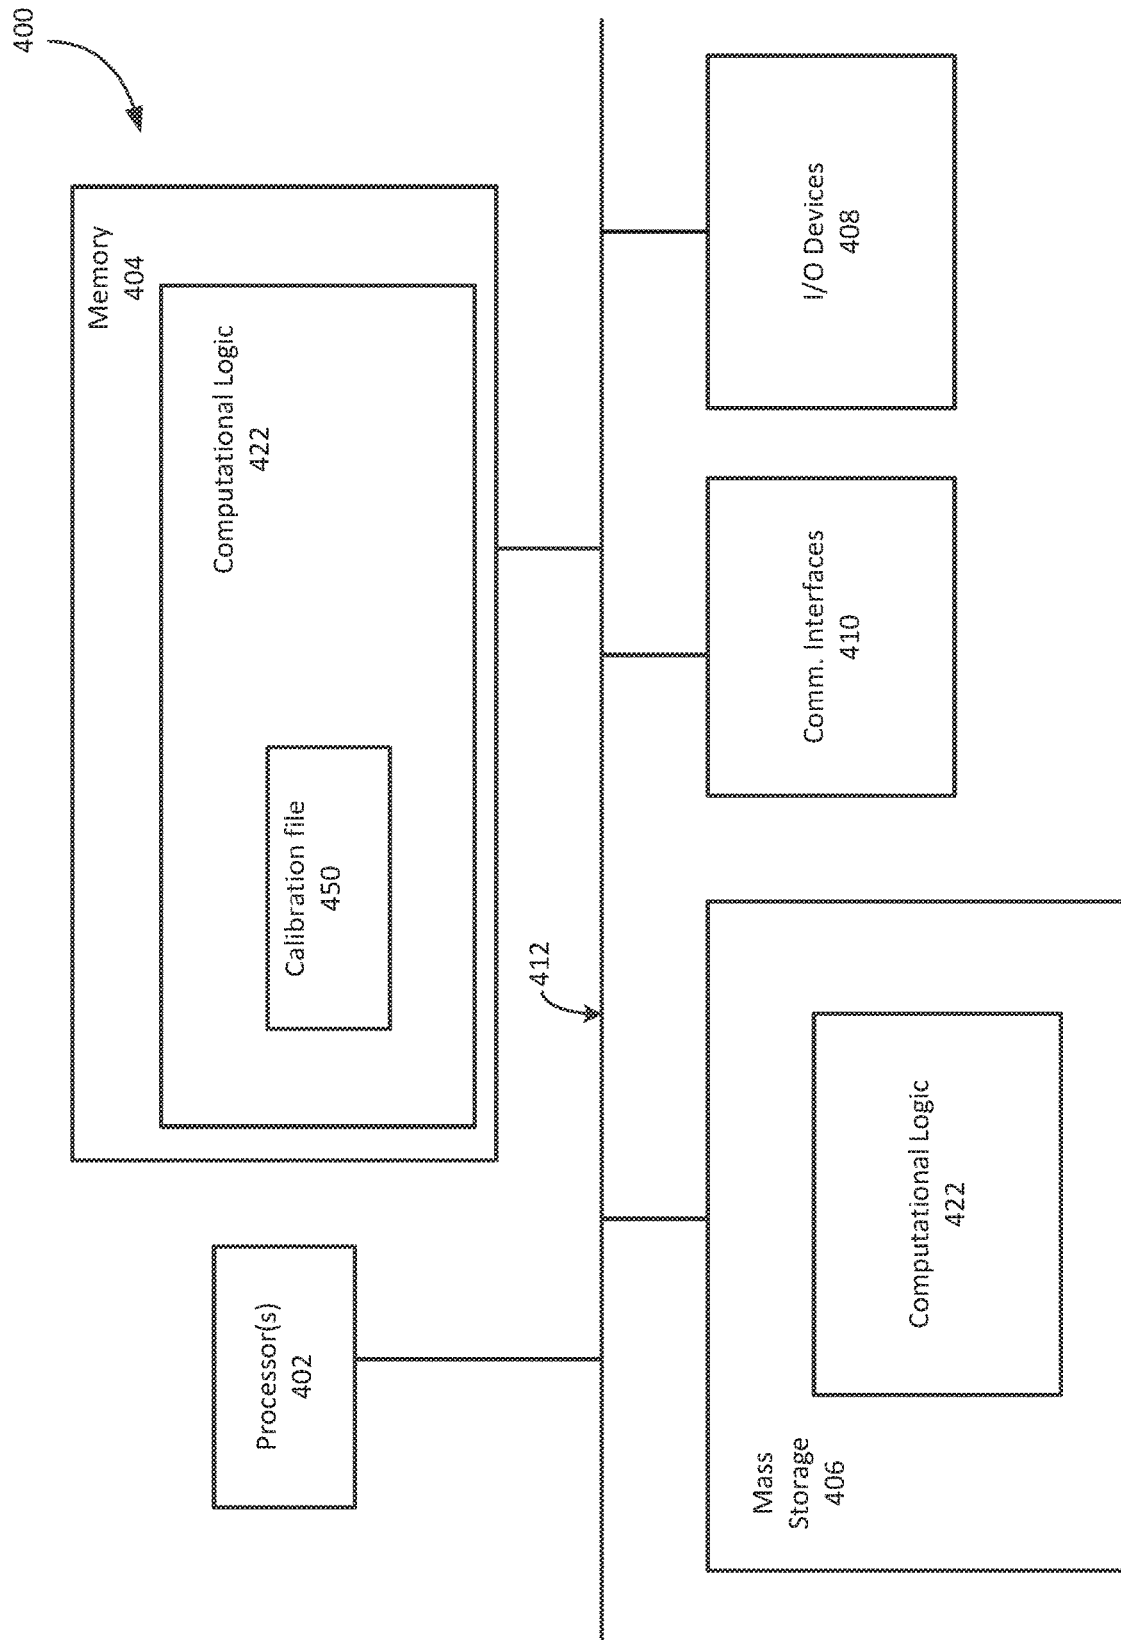 400
Memory
404
Computational Logic
422
Calibration file
450
Processor(s)
402
412
Mass
Storage
406
Computational Logic
422
Comm. Interfaces
410
I/O Devices
408